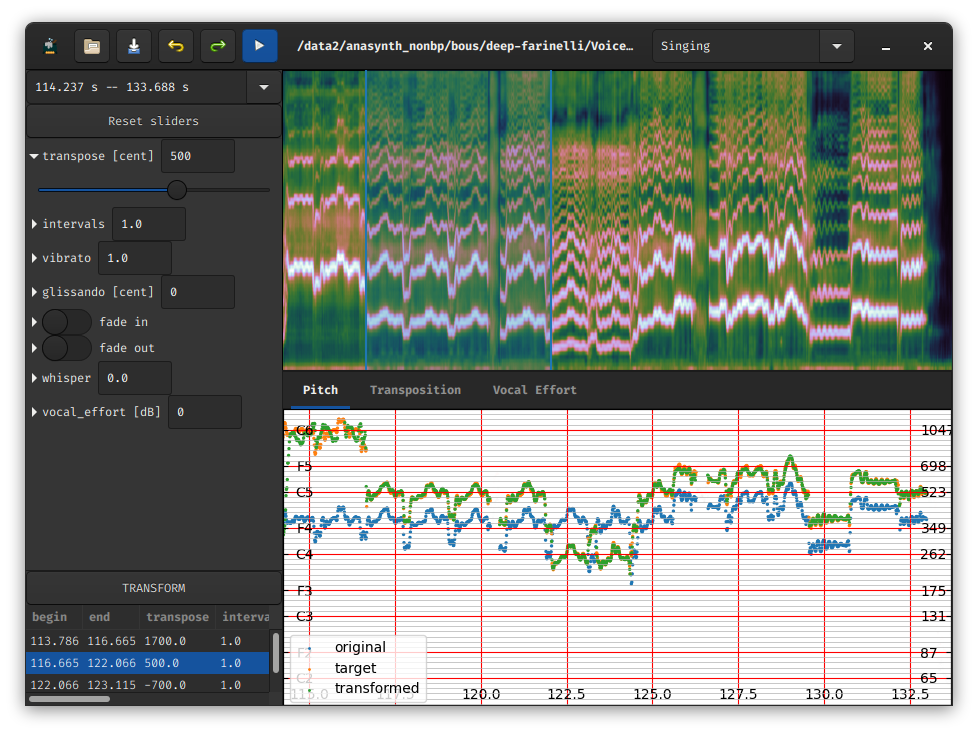 /data2/anasynth_nonbp/bous/deep-farinelli/Voice… Singing
114.237 s -- 133.688 s
Reset sliders
transpose [cent] 500
intervals 1.0
vibrato 1.0
glissando [cent] 0
fade in
fade out
whisper 0.0
vocal_effort [dB] 0
TRANSFORM
begin end transpose interva
113.786 116.665 1700.0 1.0
116.665 122.066 500.0 1.0
122.066 123.115 -700.0 1.0
Pitch Transposition Vocal Effort
C6 1047
F5 698
C5 523
F4 349
C4 262
F3 175
C3 131
F2 87
C2 65
original
target
transformed
115.0 117.5 120.0 122.5 125.0 127.5 130.0 132.5